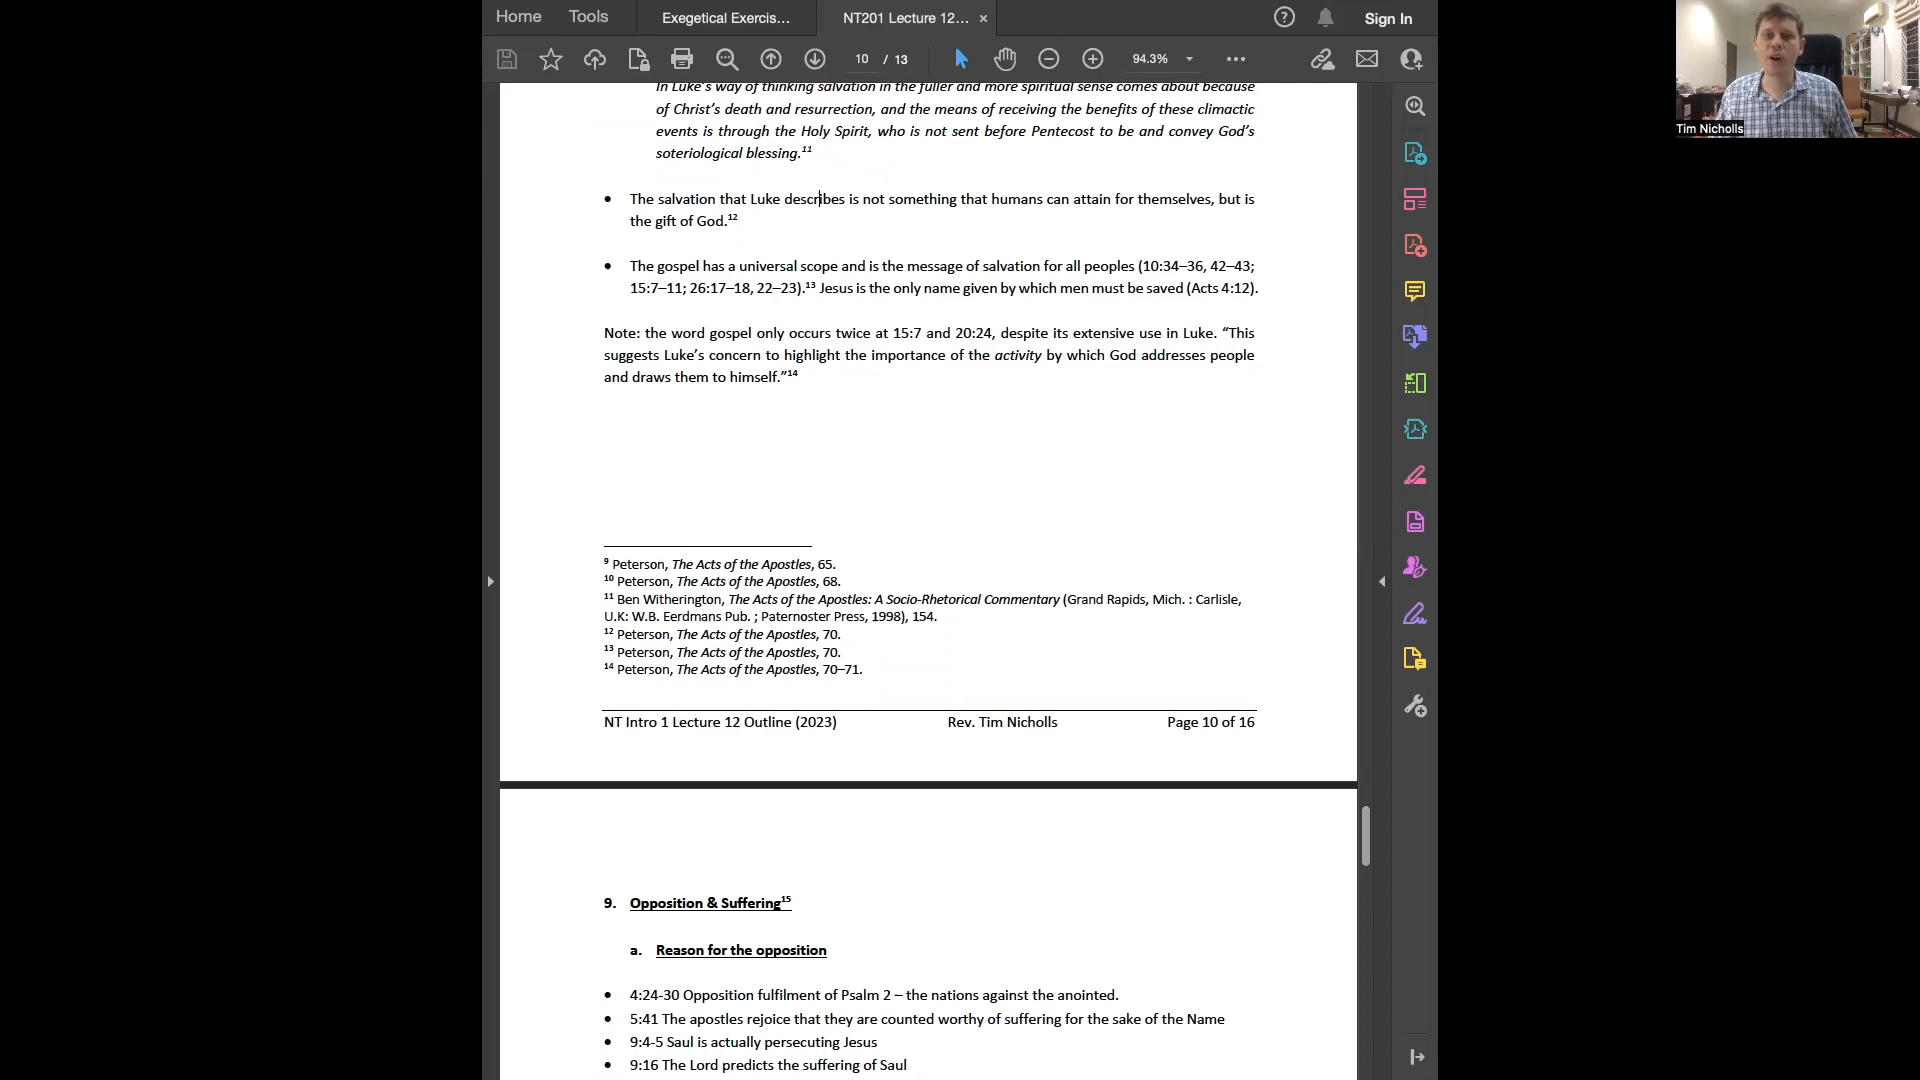 Home Tools Exegetical Exercis... NT201 Lecture 12... × Sign In
10 / 13 94.3%
Tim Nicholls
In Luke's way of thinking salvation in the fuller and more spiritual sense comes about because
of Christ's death and resurrection, and the means of receiving the benefits of these climactic
events is through the Holy Spirit, who is not sent before Pentecost to be and convey God's
soteriological blessing.11
• The salvation that Luke describes is not something that humans can attain for themselves, but is
the gift of God.12
• The gospel has a universal scope and is the message of salvation for all peoples (10:34–36, 42–43;
15:7–11; 26:17–18, 22–23).13 Jesus is the only name given by which men must be saved (Acts 4:12).
Note: the word gospel only occurs twice at 15:7 and 20:24, despite its extensive use in Luke. “This
suggests Luke’s concern to highlight the importance of the activity by which God addresses people
and draws them to himself.”14
9 Peterson, The Acts of the Apostles, 65.
10 Peterson, The Acts of the Apostles, 68.
11 Ben Witherington, The Acts of the Apostles: A Socio-Rhetorical Commentary (Grand Rapids, Mich. : Carlisle,
U.K: W.B. Eerdmans Pub. ; Paternoster Press, 1998), 154.
12 Peterson, The Acts of the Apostles, 70.
13 Peterson, The Acts of the Apostles, 70.
14 Peterson, The Acts of the Apostles, 70–71.
NT Intro 1 Lecture 12 Outline (2023) Rev. Tim Nicholls Page 10 of 16
9. Opposition & Suffering15
a. Reason for the opposition
• 4:24-30 Opposition fulfilment of Psalm 2 – the nations against the anointed.
• 5:41 The apostles rejoice that they are counted worthy of suffering for the sake of the Name
• 9:4-5 Saul is actually persecuting Jesus
• 9:16 The Lord predicts the suffering of Saul